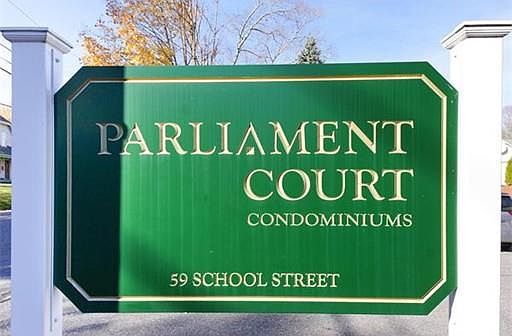 PARLIAMENT
COURT
CONDOMINIUMS
59 SCHOOL STREET